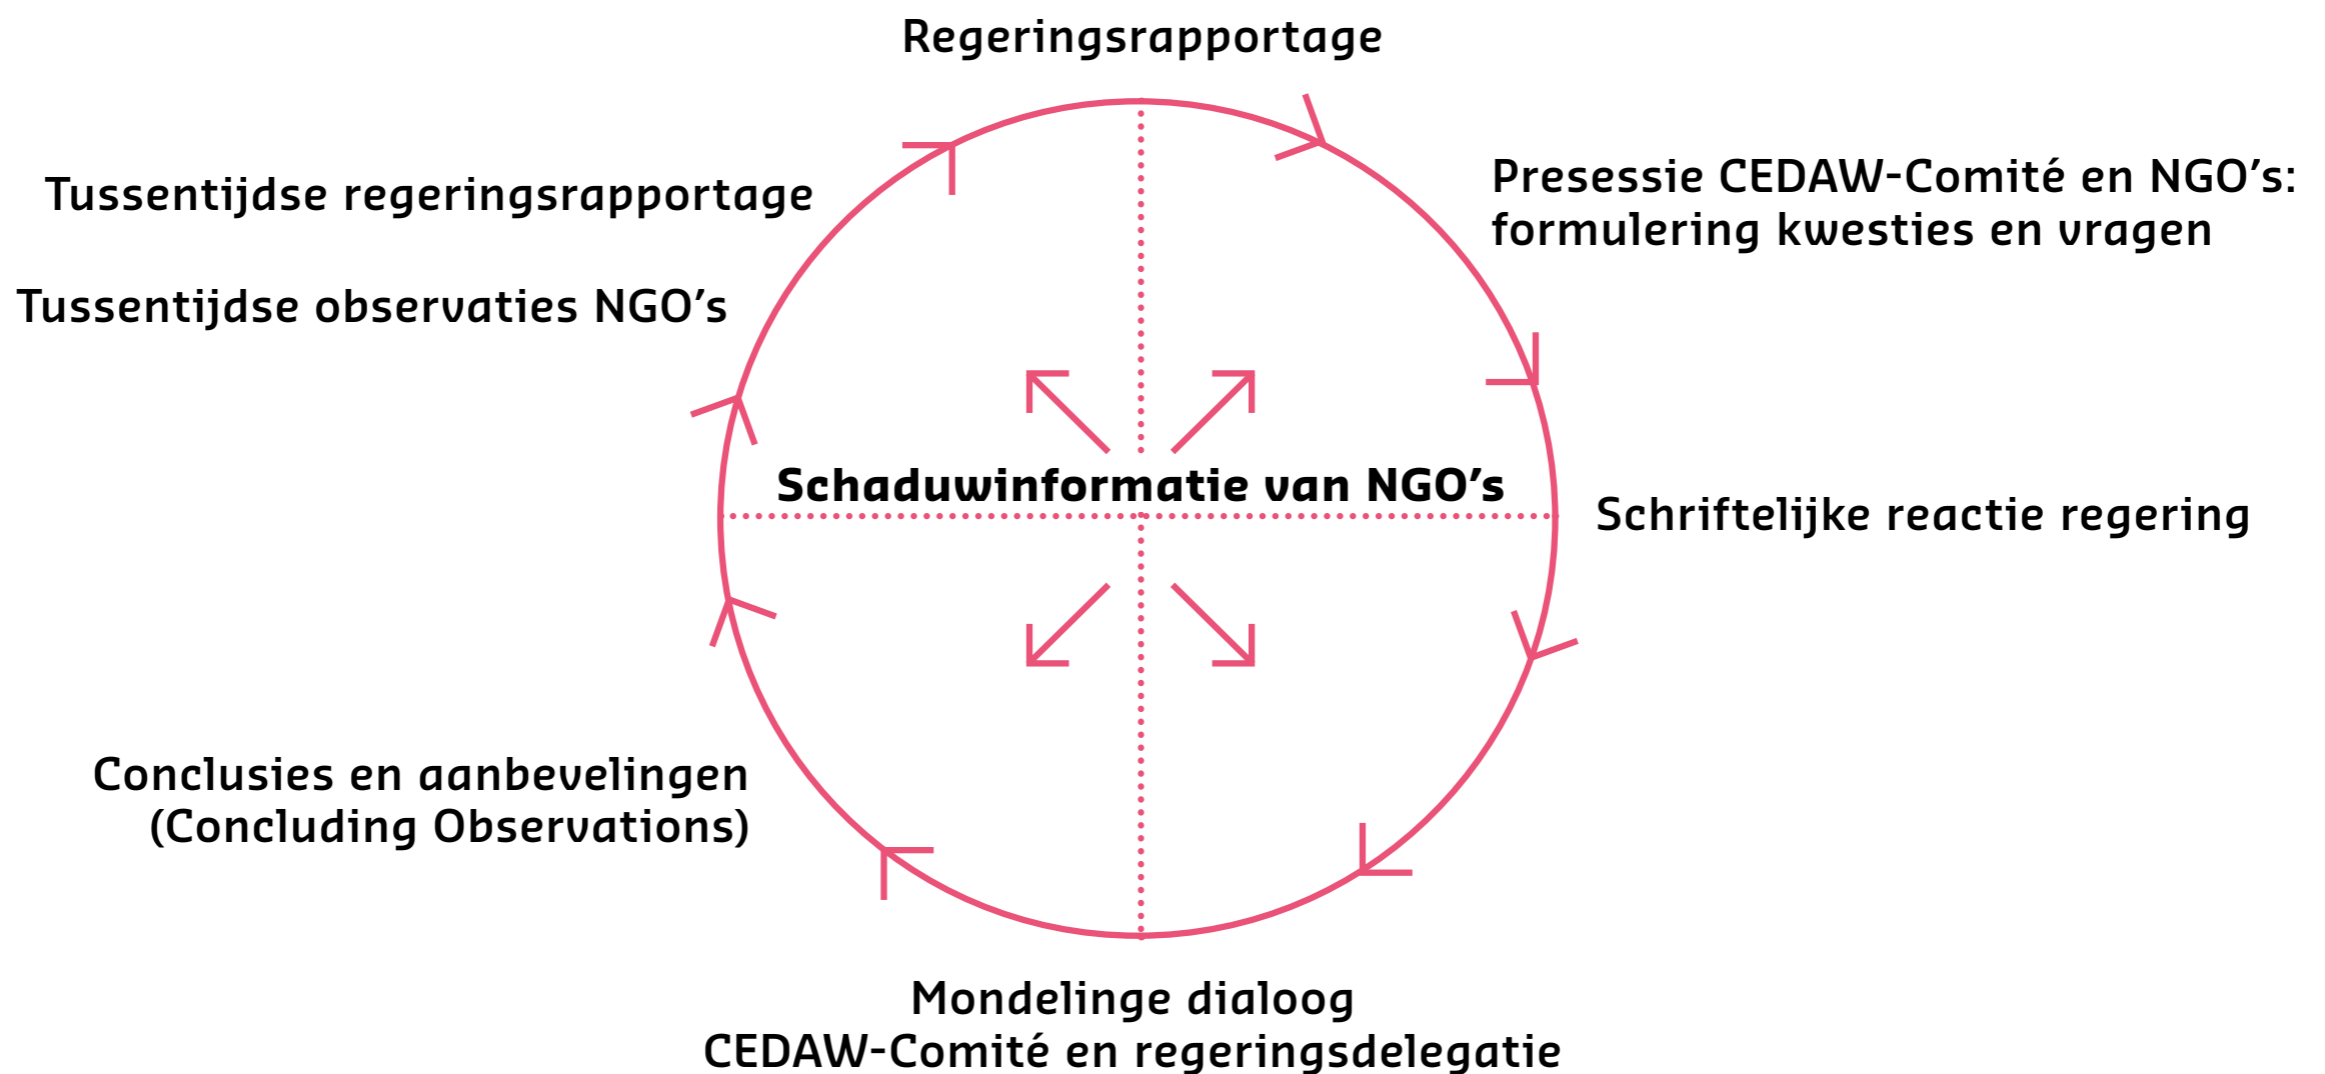 Regeringsrapportage
Presessie CEDAW-Comité en NGO’s:
formulering kwesties en vragen
Tussentijdse regeringsrapportage
Tussentijdse observaties NGO’s
Schaduwinformatie van NGO’s
Schriftelijke reactie regering
Conclusies en aanbevelingen
(Concluding Observations)
Mondelinge dialoog
CEDAW-Comité en regeringsdelegatie